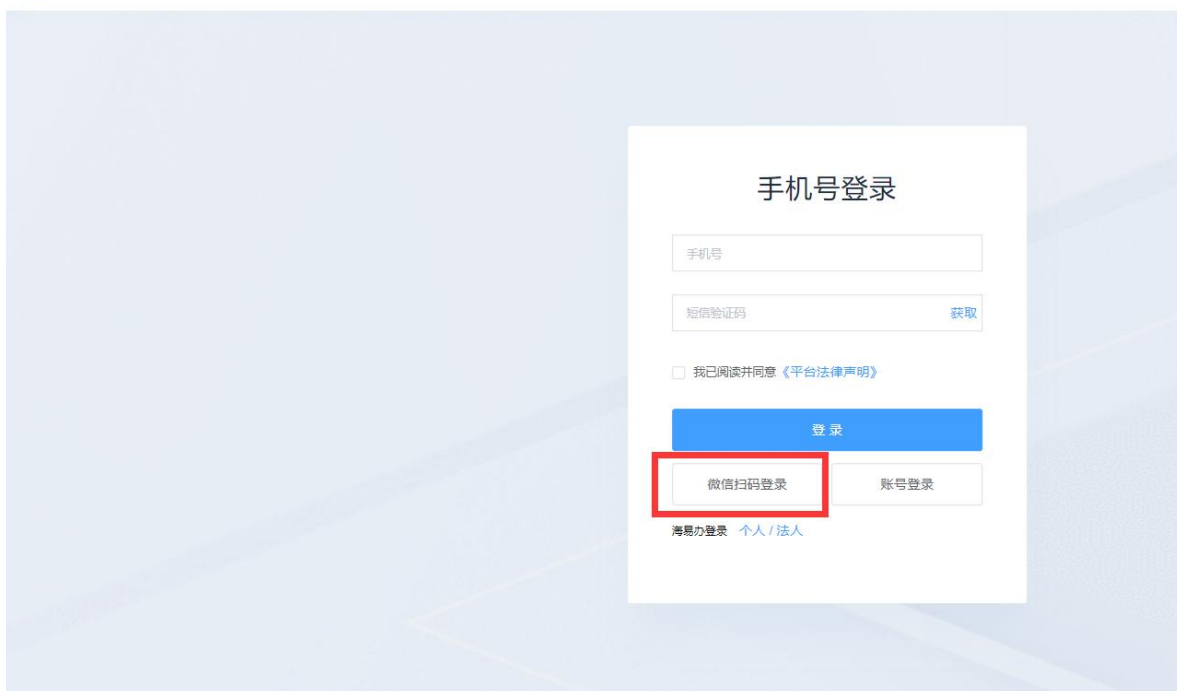 手机号登录
手机号
短信验证码 获取
我已阅读并同意《平台法律声明》
登 录
微信扫码登录 账号登录
海易办登录 个人 / 法人